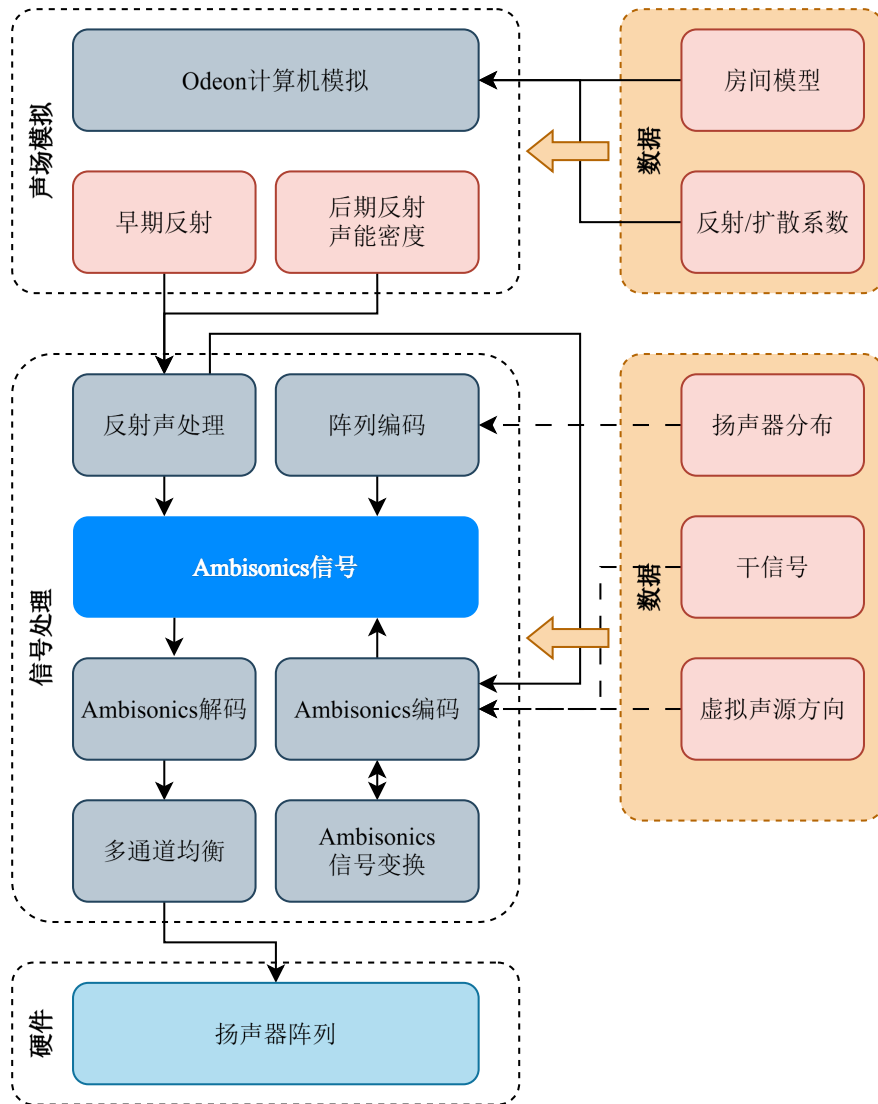 声场模拟
Odeon计算机模拟
早期反射
后期反射
声能密度
数据
房间模型
反射/扩散系数
信号处理
反射声处理
阵列编码
Ambisonics信号
Ambisonics解码
Ambisonics编码
多通道均衡
Ambisonics
信号变换
数据
扬声器分布
干信号
虚拟声源方向
硬件
扬声器阵列